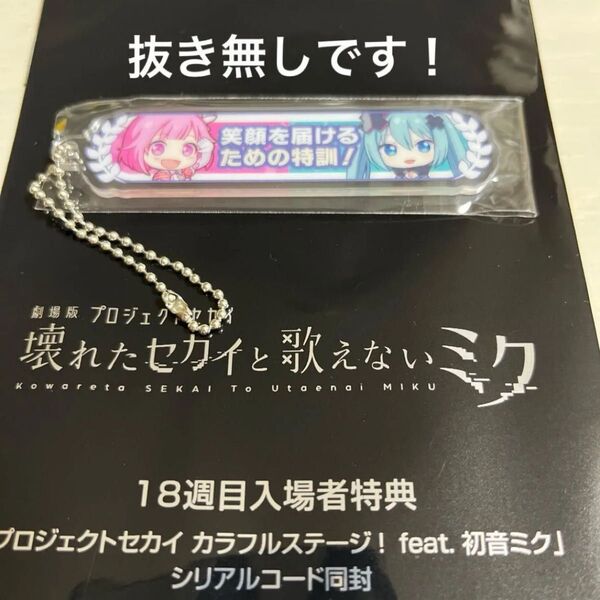 抜き無しです！
笑顔を届ける
ための特訓！
劇場版 プロジェクトセカイ
壊れたセカイと歌えないミク
Kowareta SEKAI To Utaenai MIKU
18週目入場者特典
プロジェクトセカイ カラフルステージ！ feat. 初音ミク」
シリアルコード同封